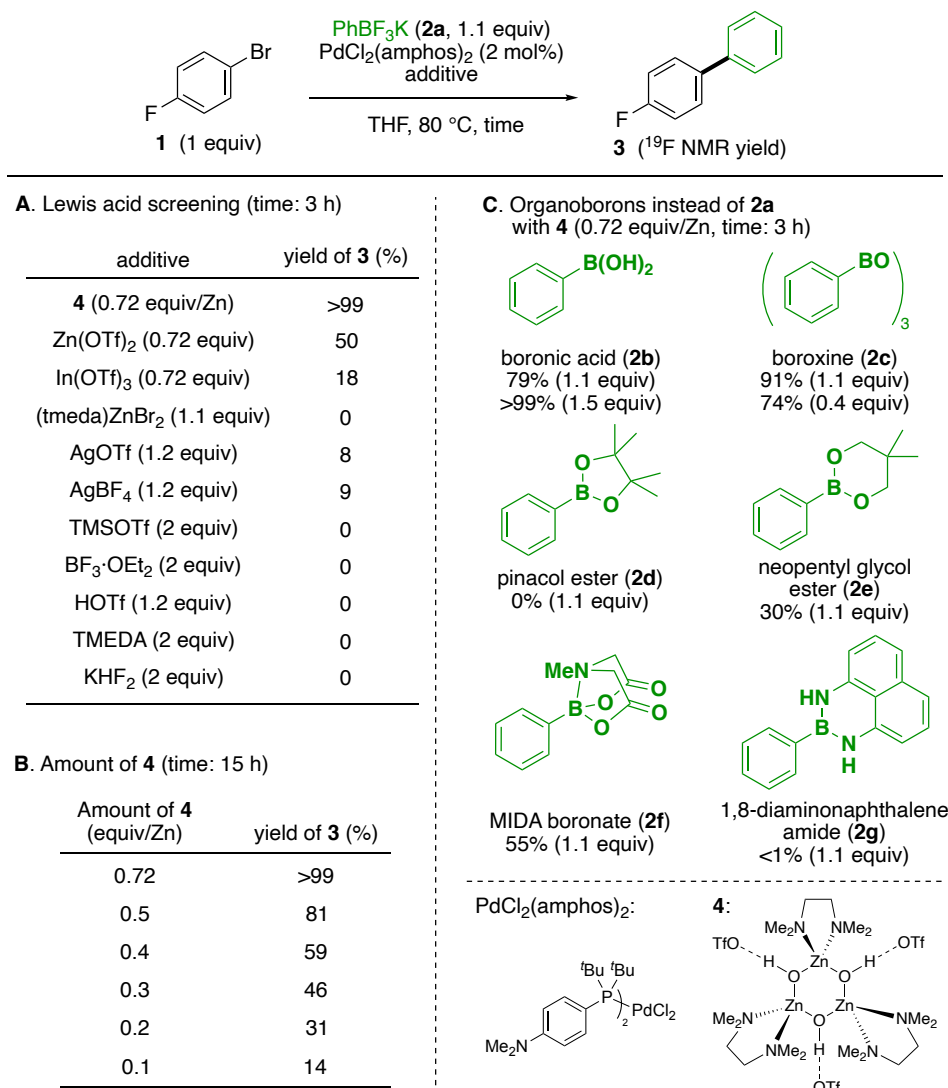 PhBF3K (2a, 1.1 equiv)
PdCl2(amphos)2 (2 mol%)
additive
THF, 80 °C, time
Br
F
1 (1 equiv)
F
3 (19F NMR yield)
A. Lewis acid screening (time: 3 h)
additive yield of 3 (%)
4 (0.72 equiv/Zn) >99
Zn(OTf)2 (0.72 equiv) 50
In(OTf)3 (0.72 equiv) 18
(tmeda)ZnBr2 (1.1 equiv) 0
AgOTf (1.2 equiv) 8
AgBF4 (1.2 equiv) 9
TMSOTf (2 equiv) 0
BF3·OEt2 (2 equiv) 0
HOTf (1.2 equiv) 0
TMEDA (2 equiv) 0
KHF2 (2 equiv) 0
B. Amount of 4 (time: 15 h)
Amount of 4
(equiv/Zn) yield of 3 (%)
0.72 >99
0.5 81
0.4 59
0.3 46
0.2 31
0.1 14
C. Organoborons instead of 2a
with 4 (0.72 equiv/Zn, time: 3 h)
B(OH)2
boronic acid (2b)
79% (1.1 equiv)
>99% (1.5 equiv)
BO
3
boroxine (2c)
91% (1.1 equiv)
74% (0.4 equiv)
O
B
O
pinacol ester (2d)
0% (1.1 equiv)
O
B
O
neopentyl glycol
ester (2e)
30% (1.1 equiv)
MeN
B O O
O O
MIDA boronate (2f)
55% (1.1 equiv)
HN
B
N
H
1,8-diaminonaphthalene
amide (2g)
<1% (1.1 equiv)
PdCl2(amphos)2:
tBu tBu
P
2
PdCl2
Me2N
4:
Me2N NMe2
TfO OTf
H Zn H
O O
Zn Zn
O
H
Me2N NMe2
NMe2 Me2N
OTf